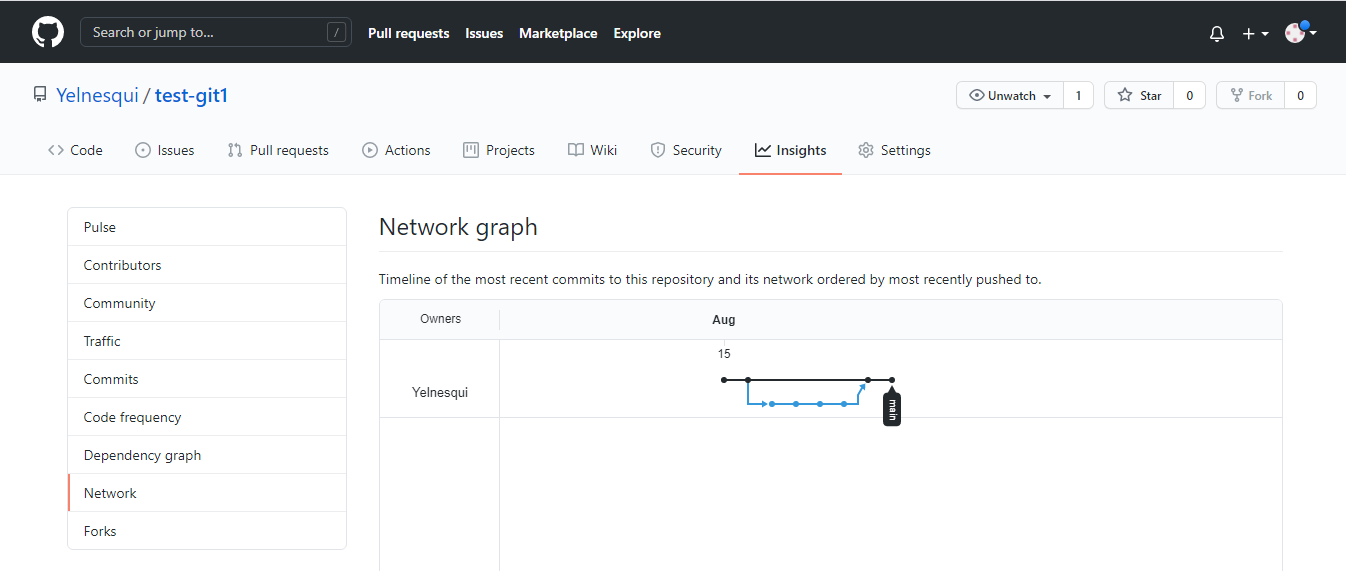 Search or jump to... /
Pull requests Issues Marketplace Explore
Yelnesqui / test-git1
Unwatch 1 Star 0 Fork 0
Code Issues Pull requests Actions Projects Wiki Security Insights Settings
Pulse
Contributors
Community
Traffic
Commits
Code frequency
Dependency graph
Network
Forks
Network graph
Timeline of the most recent commits to this repository and its network ordered by most recently pushed to.
Owners Aug
15
Yelnesqui
main